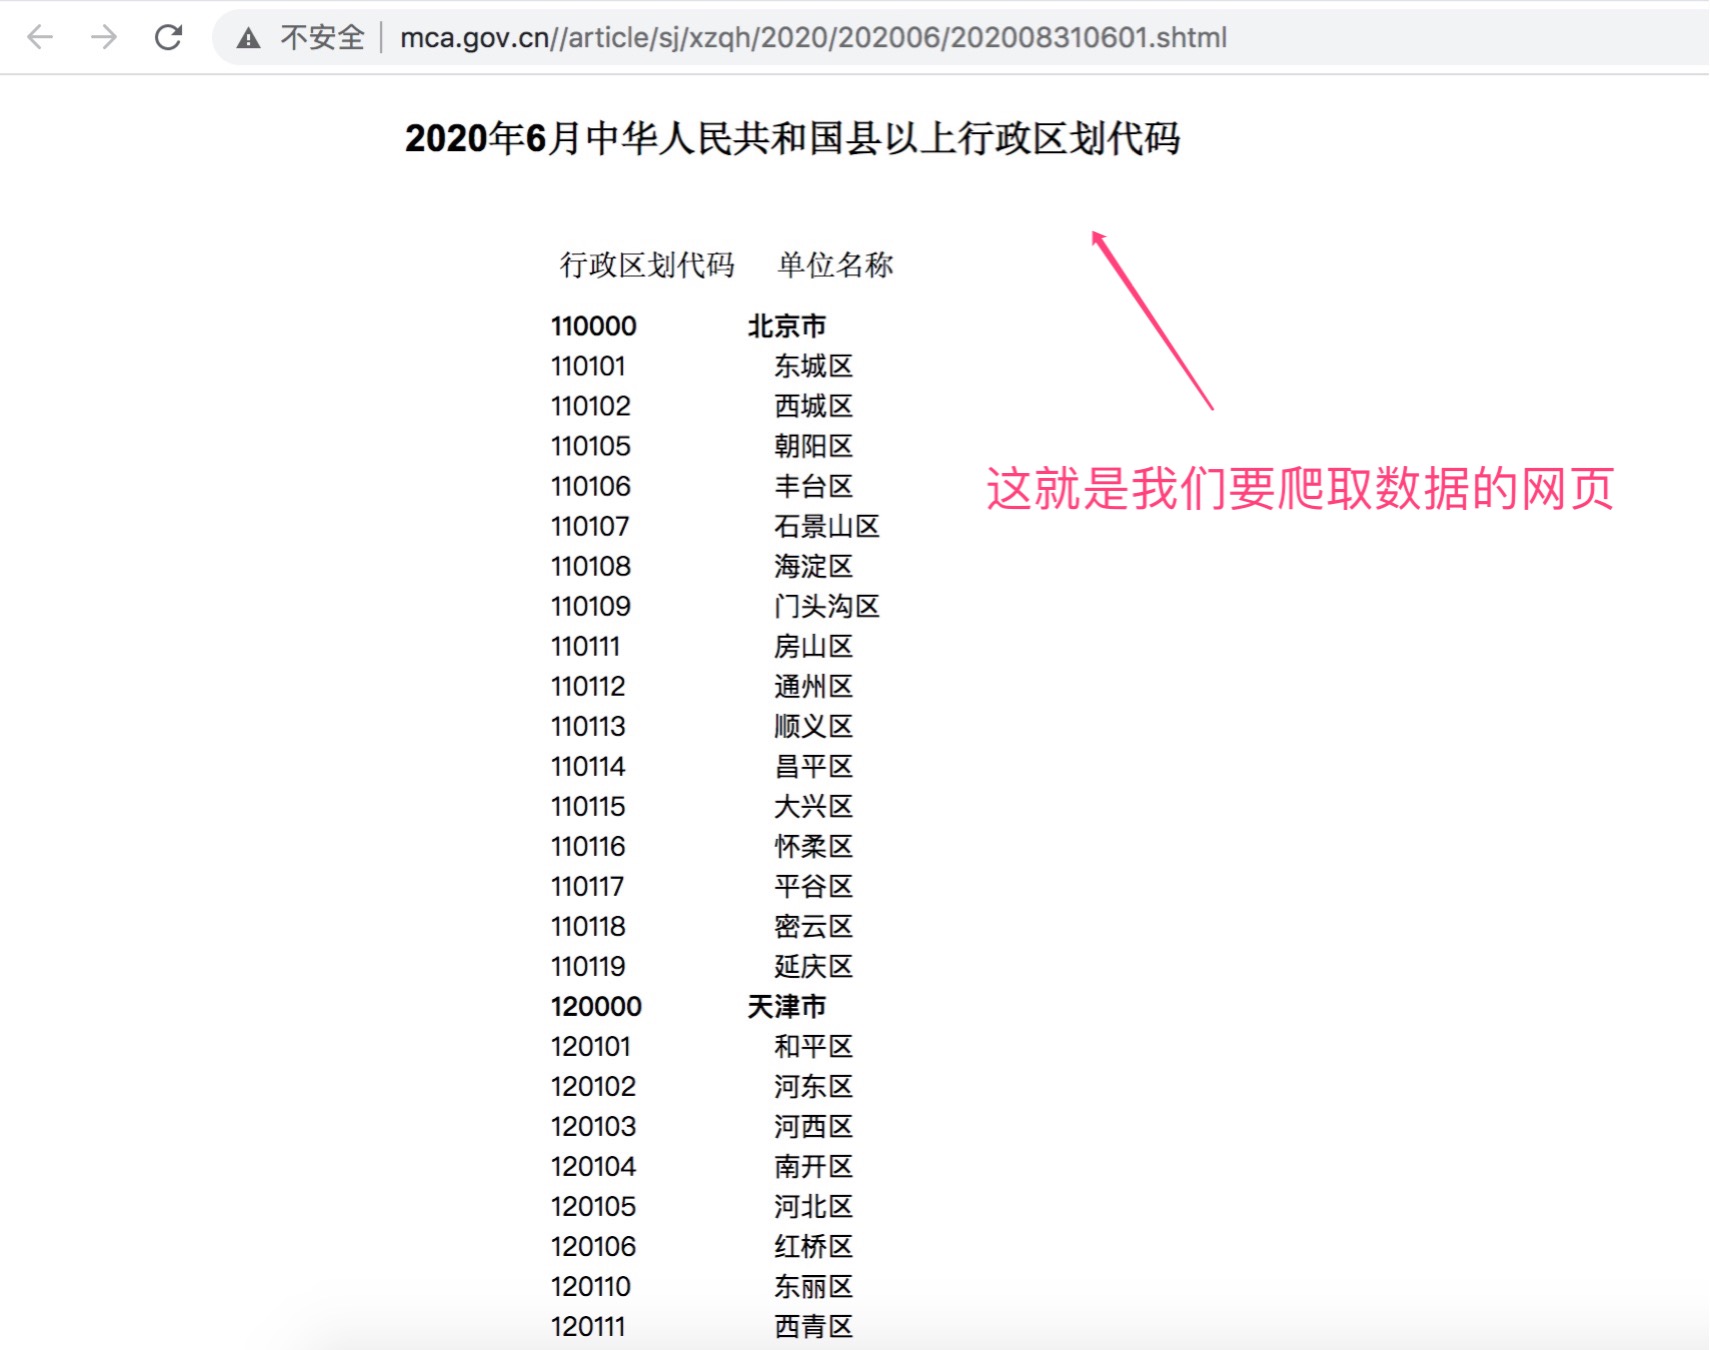 不安全 mca.gov.cn//article/sj/xzqh/2020/202006/202008310601.shtml
2020年6月中华人民共和国县以上行政区划代码
行政区划代码 单位名称
110000 北京市
110101 东城区
110102 西城区
110105 朝阳区
110106 丰台区
这就是我们要爬取数据的网页
110107 石景山区
110108 海淀区
110109 门头沟区
110111 房山区
110112 通州区
110113 顺义区
110114 昌平区
110115 大兴区
110116 怀柔区
110117 平谷区
110118 密云区
110119 延庆区
120000 天津市
120101 和平区
120102 河东区
120103 河西区
120104 南开区
120105 河北区
120106 红桥区
120110 东丽区
120111 西青区